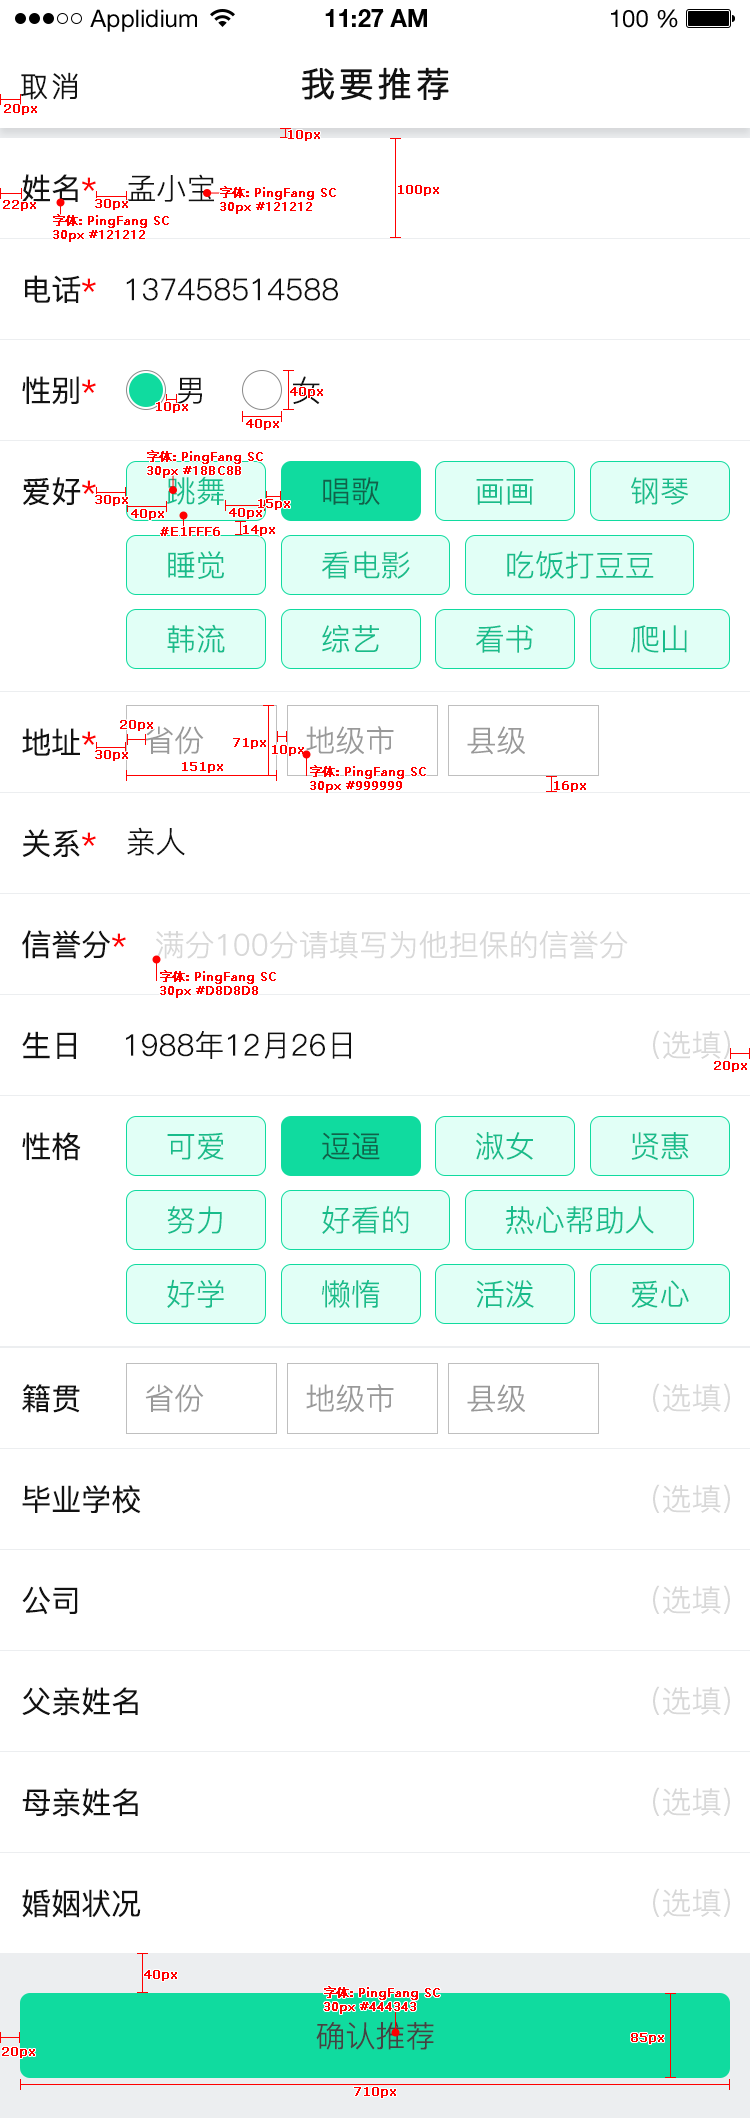 Applidium 11:27 AM 100 %
取消 我要推荐
20px
10px
姓名* 孟小宝
22px
30px
字体: PingFang SC
30px #121212
100px
字体: PingFang SC
30px #121212
电话* 137458514588
性别* 男 女
10px
40px
40px
字体: PingFang SC
30px #18BC8B
爱好* 跳舞 唱歌 画画 钢琴
30px
40px
40px
15px
#E1FFF6
14px
睡觉 看电影 吃饭打豆豆
韩流 综艺 看书 爬山
20px
地址* 省份 地级市 县级
30px
71px
10px
151px
字体: PingFang SC
30px #999999
16px
关系* 亲人
信誉分* 满分100分请填写为他担保的信誉分
字体: PingFang SC
30px #D8D8D8
生日 1988年12月26日 (选填)
20px
性格 可爱 逗逼 淑女 贤惠
努力 好看的 热心帮助人
好学 懒惰 活泼 爱心
籍贯 省份 地级市 县级 (选填)
毕业学校 (选填)
公司 (选填)
父亲姓名 (选填)
母亲姓名 (选填)
婚姻状况 (选填)
40px
字体: PingFang SC
30px #444343
确认推荐
85px
20px
710px